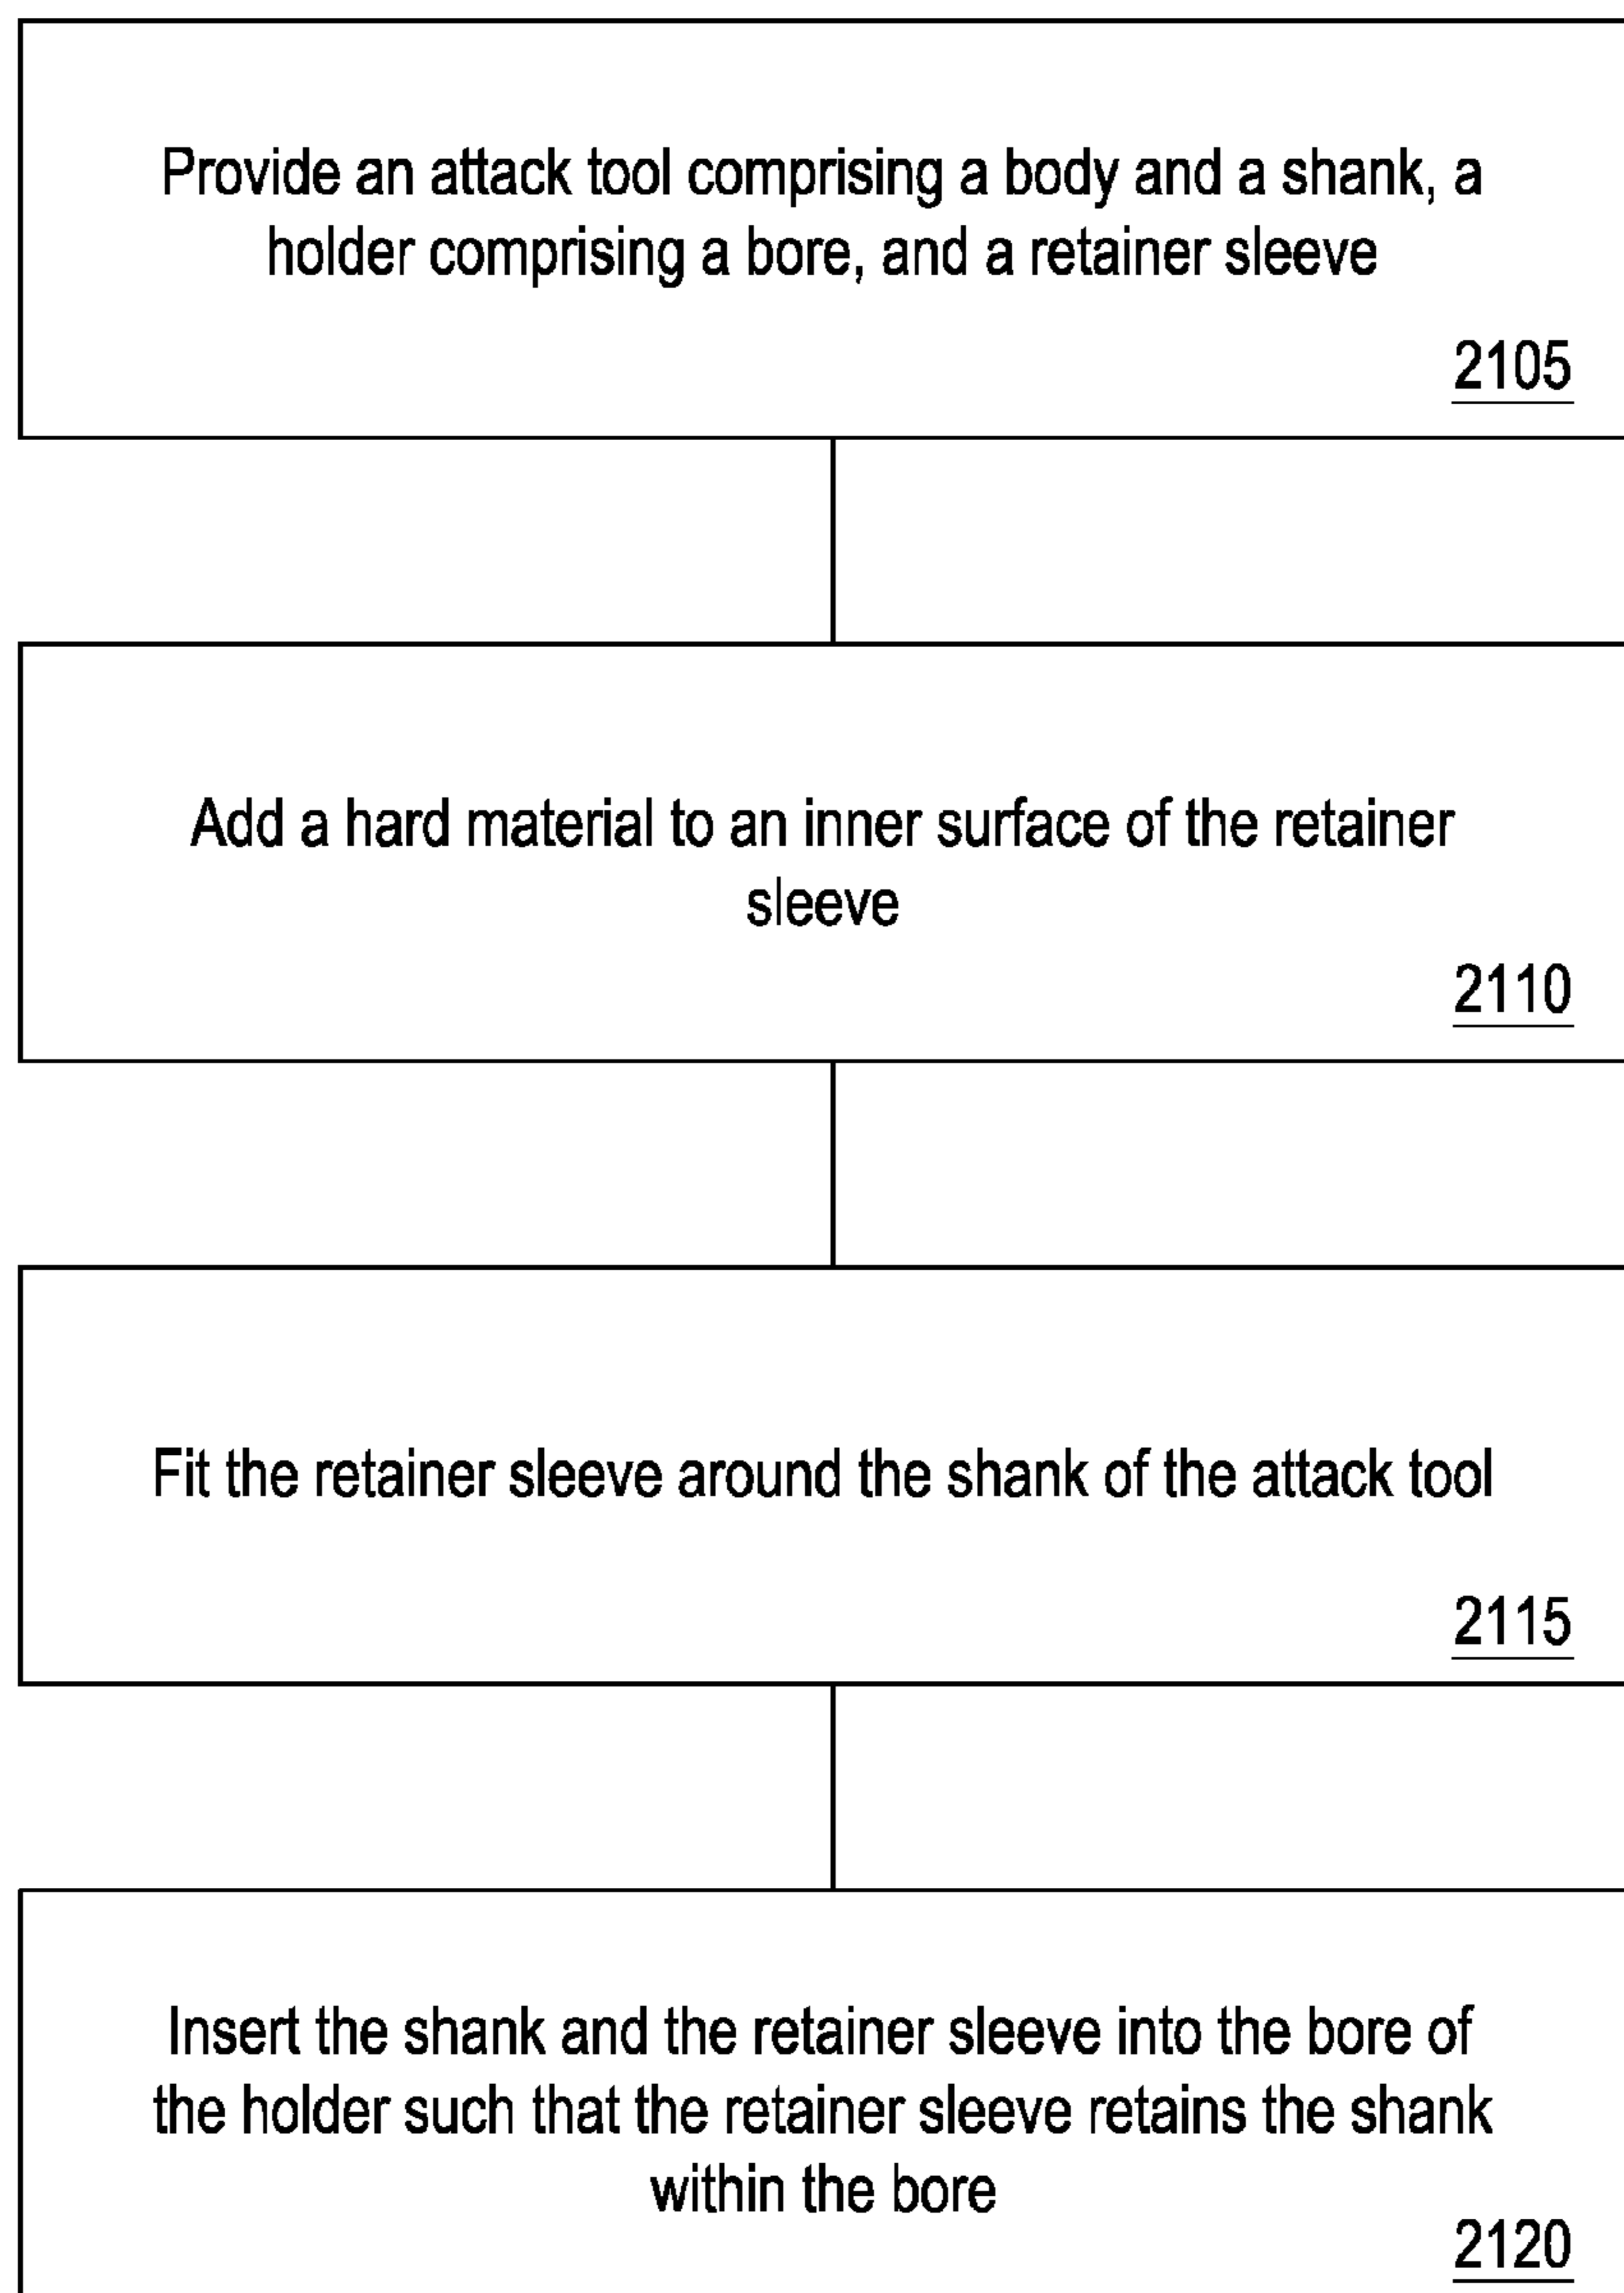 Provide an attack tool comprising a body and a shank, a
holder comprising a bore, and a retainer sleeve
2105
Add a hard material to an inner surface of the retainer
sleeve
2110
Fit the retainer sleeve around the shank of the attack tool
2115
Insert the shank and the retainer sleeve into the bore of
the holder such that the retainer sleeve retains the shank
within the bore
2120